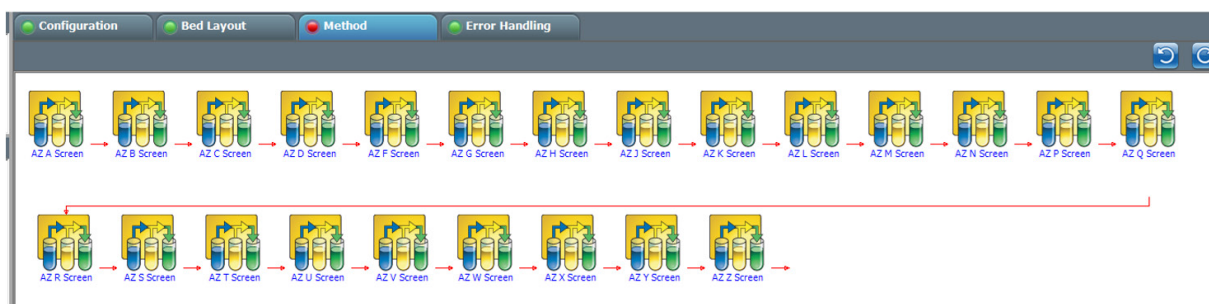 Configuration Bed Layout Method Error Handling
AZ A Screen AZ B Screen AZ C Screen AZ D Screen AZ F Screen AZ G Screen AZ H Screen AZ J Screen AZ K Screen AZ L Screen AZ M Screen AZ N Screen AZ P Screen AZ Q Screen
AZ R Screen AZ S Screen AZ T Screen AZ U Screen AZ V Screen AZ W Screen AZ X Screen AZ Y Screen AZ Z Screen